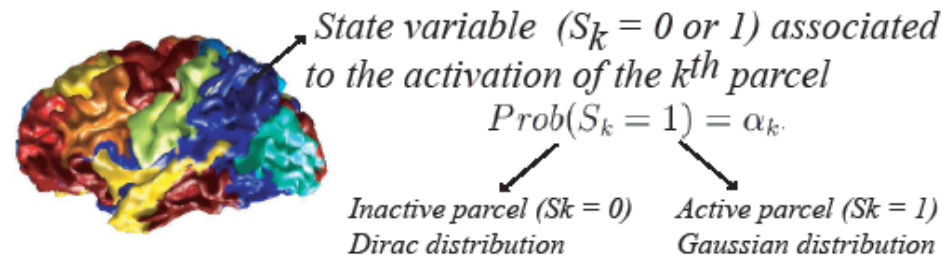 State variable (Sk = 0 or 1) associated
to the activation of the kth parcel
Prob(Sk = 1) = αk.
Inactive parcel (Sk = 0) Active parcel (Sk = 1)
Dirac distribution Gaussian distribution